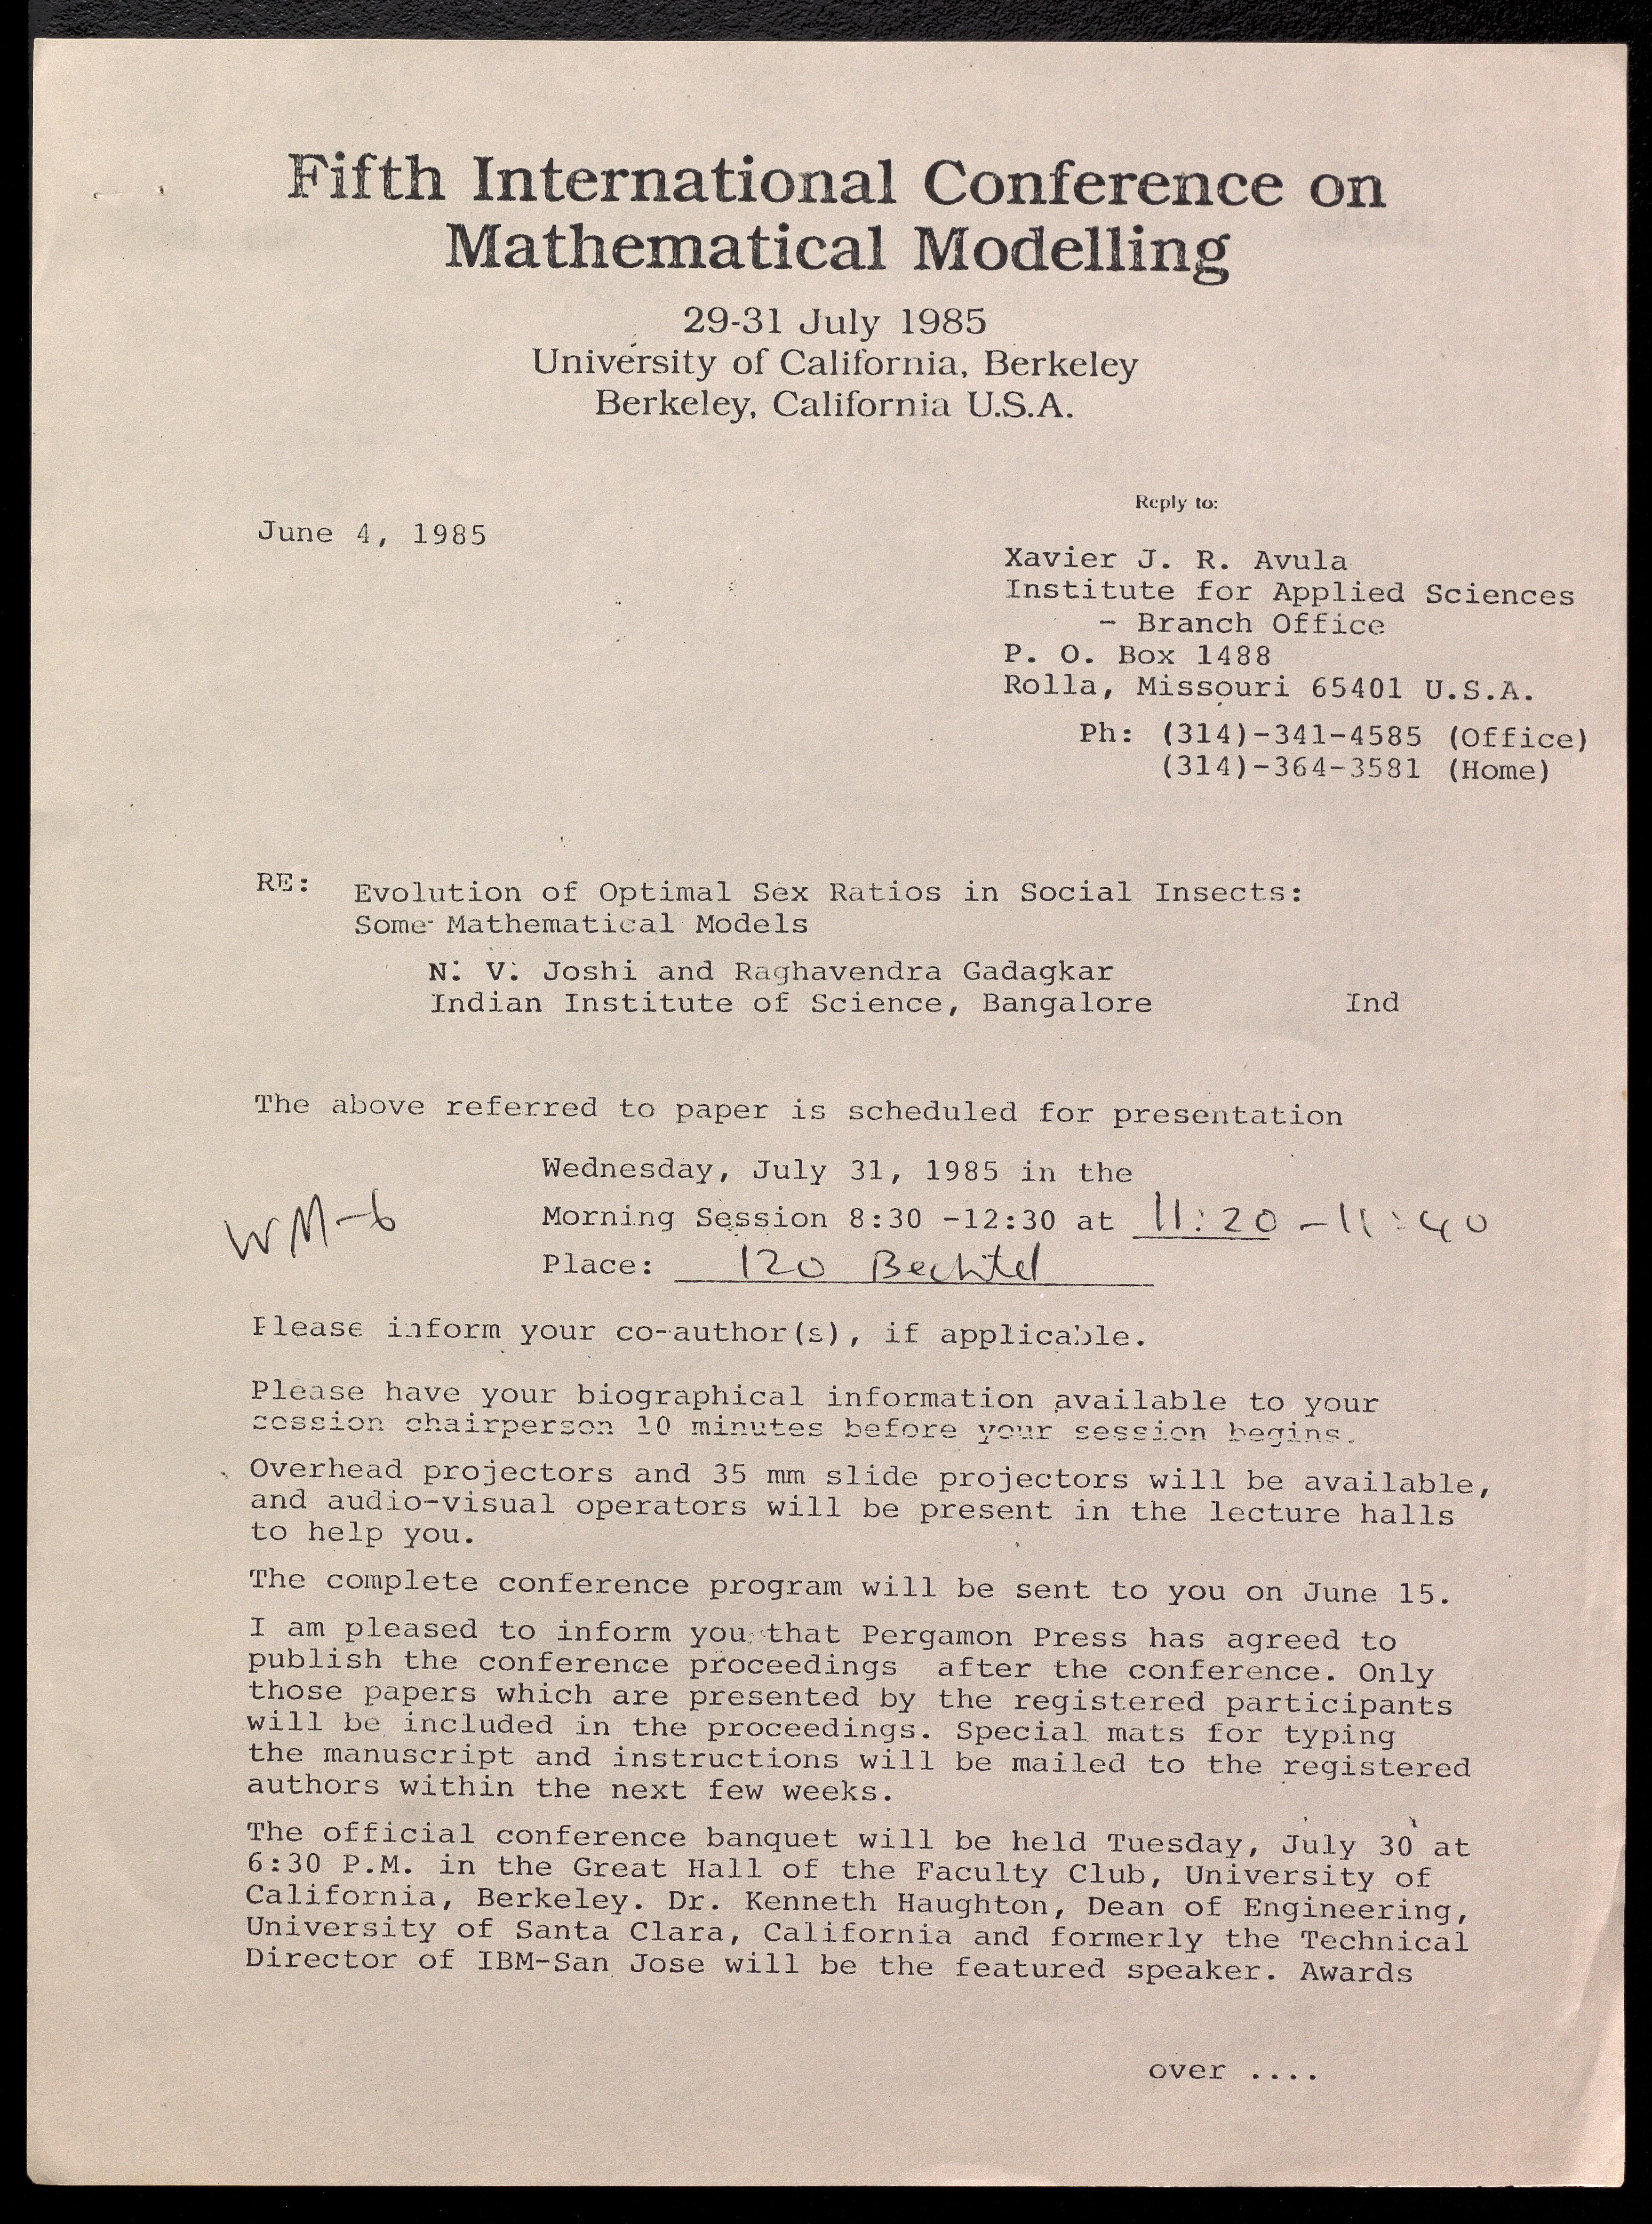 Fifth International Conference on
Mathematical Modelling
29-31 July 1985
University of California, Berkeley
Berkeley, California U.S.A.
Reply to:
June 4, 1985
Xavier J. R. Avula
Institute for Applied Sciences
- Branch Office
P. O. Box 1488
Rolla, Missouri 65401 U.S.A.
Ph: (314)-341-4585 (Office)
(314)-364-3581 (Home)
RE: Evolution of Optimal Sex Ratios in Social Insects:
Some Mathematical Models
N. V. Joshi and Raghavendra Gadagkar
Indian Institute of Science, Bangalore Ind
The above referred to paper is scheduled for presentation
Wednesday, July 31, 1985 in the
WM-6 Morning Session 8:30 -12:30 at 11:20 - 11:40
Place: 120 Bechtel
Please inform your co-author(s), if applicable.
Please have your biographical information available to your
session chairperson 10 minutes before your session begins.
Overhead projectors and 35 mm slide projectors will be available,
and audio-visual operators will be present in the lecture halls
to help you.
The complete conference program will be sent to you on June 15.
I am pleased to inform you that Pergamon Press has agreed to
publish the conference proceedings after the conference. Only
those papers which are presented by the registered participants
will be included in the proceedings. Special mats for typing
the manuscript and instructions will be mailed to the registered
authors within the next few weeks.
The official conference banquet will be held Tuesday, July 30 at
6:30 P.M. in the Great Hall of the Faculty Club, University of
California, Berkeley. Dr. Kenneth Haughton, Dean of Engineering,
University of Santa Clara, California and formerly the Technical
Director of IBM-San Jose will be the featured speaker. Awards
over ....